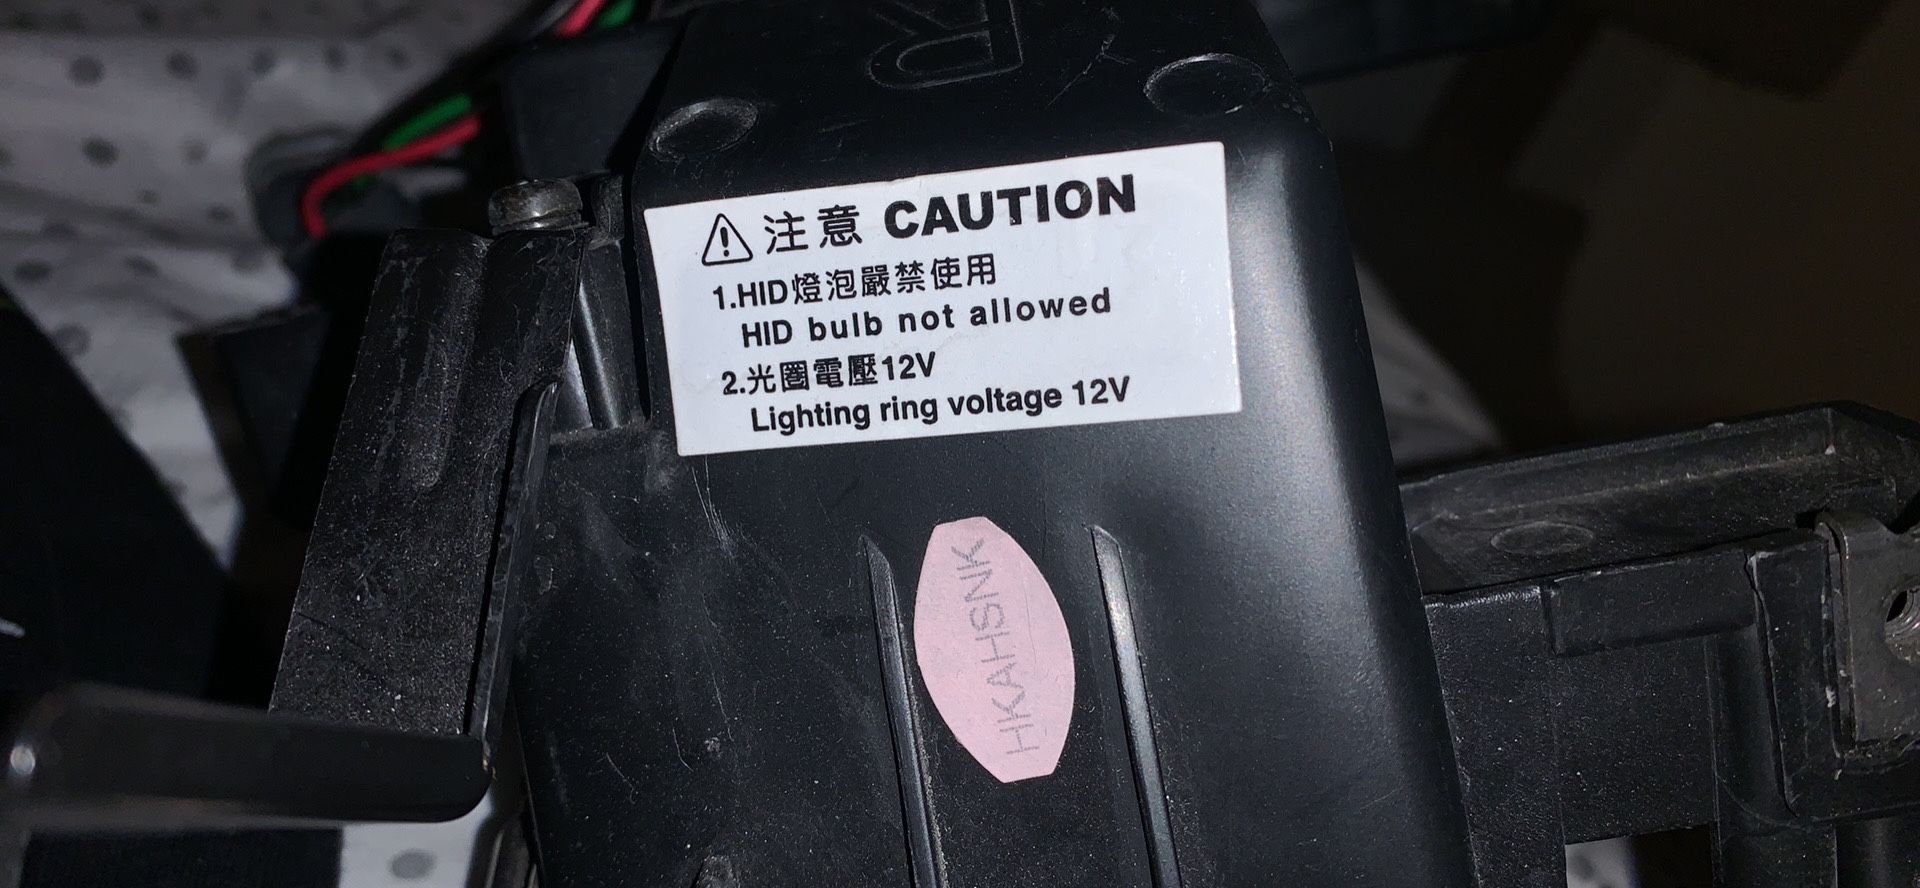 R
注意 CAUTION
1.HID燈泡嚴禁使用
HID bulb not allowed
2.光圈電壓12V
Lighting ring voltage 12V
HKAHSNK